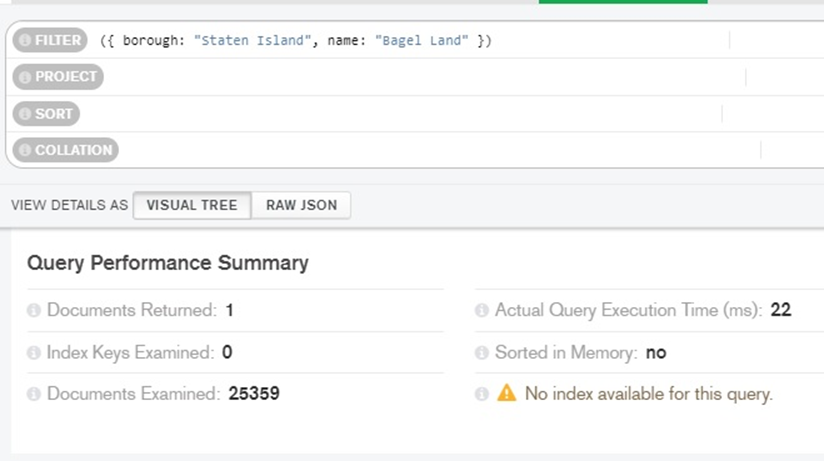 FILTER ({ borough: "Staten Island", name: "Bagel Land" })
PROJECT
SORT
COLLATION
VIEW DETAILS AS VISUAL TREE RAW JSON
Query Performance Summary
Documents Returned: 1 Actual Query Execution Time (ms): 22
Index Keys Examined: 0 Sorted in Memory: no
Documents Examined: 25359 No index available for this query.